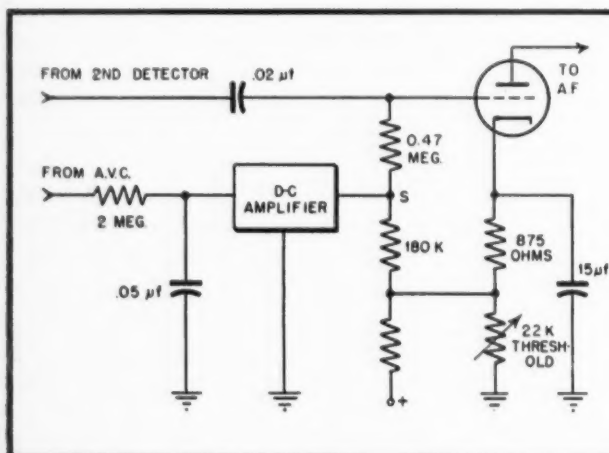 FROM 2ND DETECTOR
.02 µf
TO
A.F
0.47
MEG.
FROM A.V.C.
2 MEG.
D-C
AMPLIFIER
S
.05 µf
180 K
875
OHMS
15µf
22 K
THRESH-
OLD
+